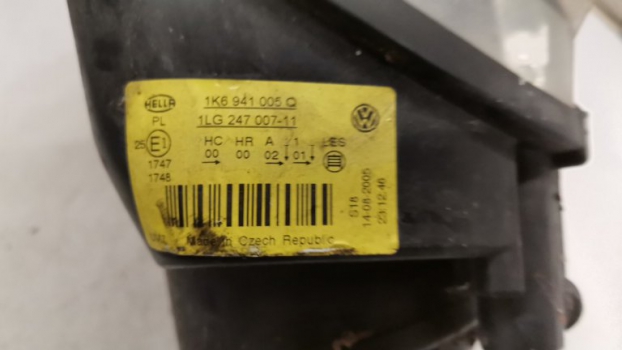 HELLA
1K6 941 005 Q
1LG 247 007-11
PL
HC HR A 1 LES
25 E1
00 00 02 01
1747
1748
S18
14-08-2005
23:12:46
Made in Czech Republic